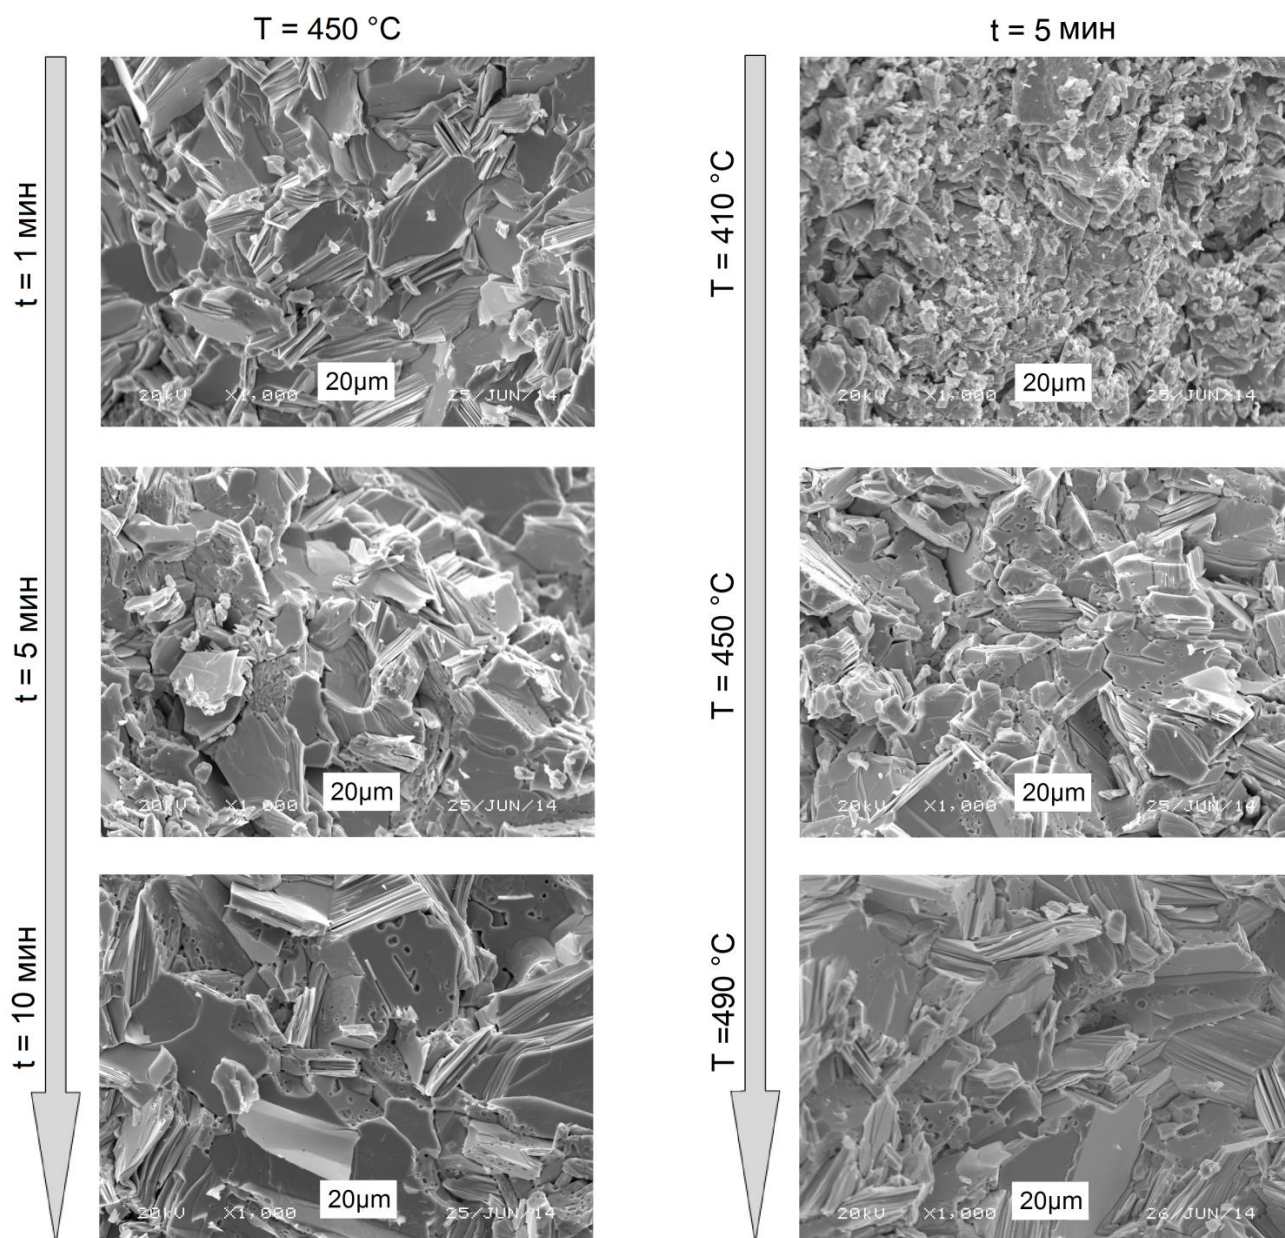 T = 450 °C
t = 1 мин
20kV X1,000 20µm 25/JUN/14
t = 5 мин
20kV X1,000 20µm 25/JUN/14
t = 10 мин
20kV X1,000 20µm 25/JUN/14
t = 5 мин
T = 410 °C
20kV X1,000 20µm 25/JUN/14
T = 450 °C
20kV X1,000 20µm 25/JUN/14
T =490 °C
20kV X1,000 20µm 26/JUN/14